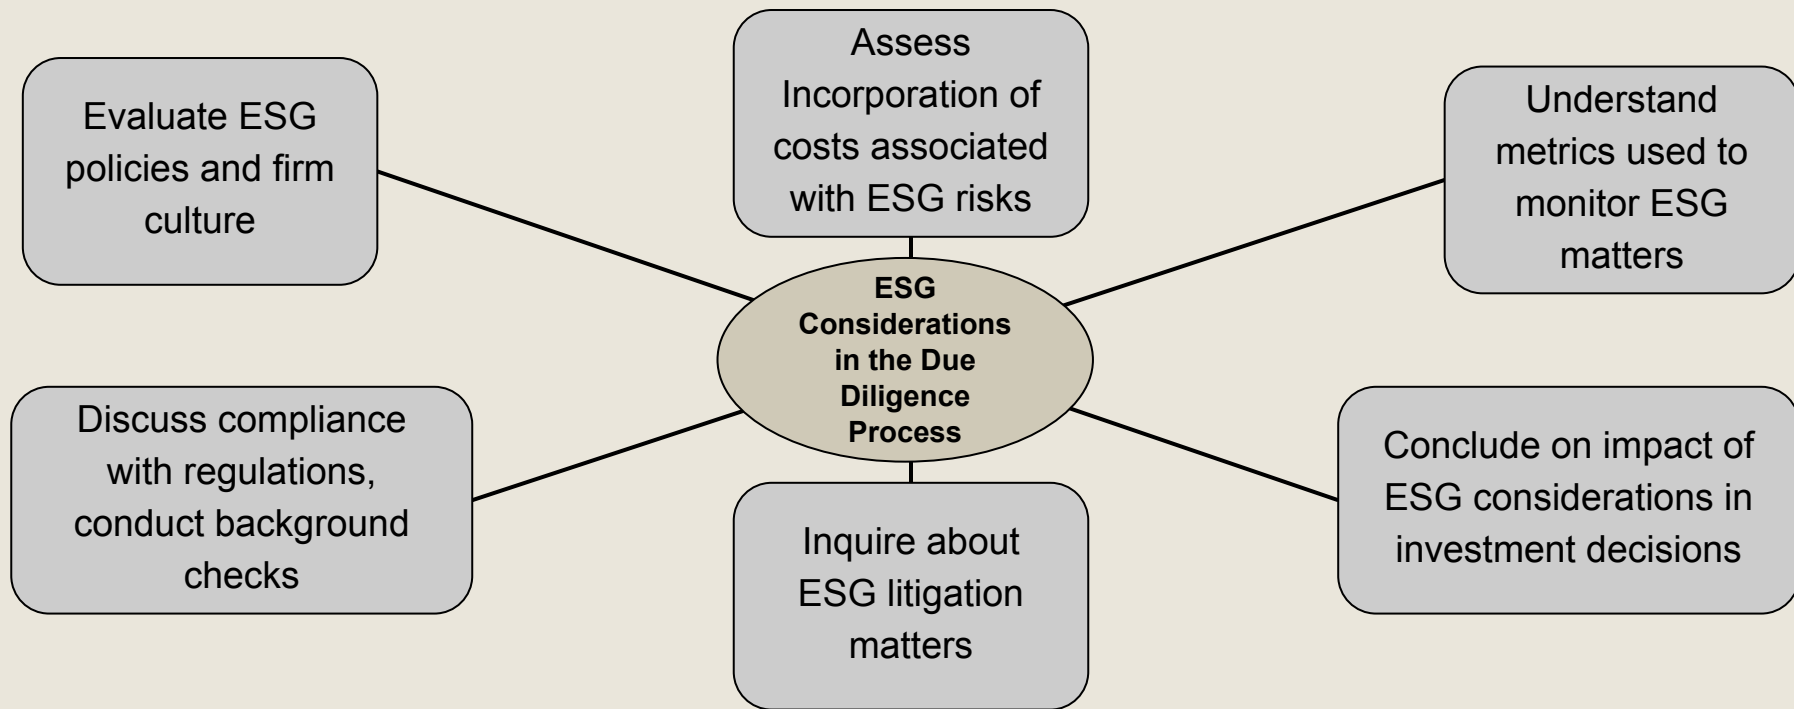 Evaluate ESG
policies and firm
culture
Assess
Incorporation of
costs associated
with ESG risks
Understand
metrics used to
monitor ESG
matters
ESG
Considerations
in the Due
Diligence
Process
Discuss compliance
with regulations,
conduct background
checks
Inquire about
ESG litigation
matters
Conclude on impact of
ESG considerations in
investment decisions